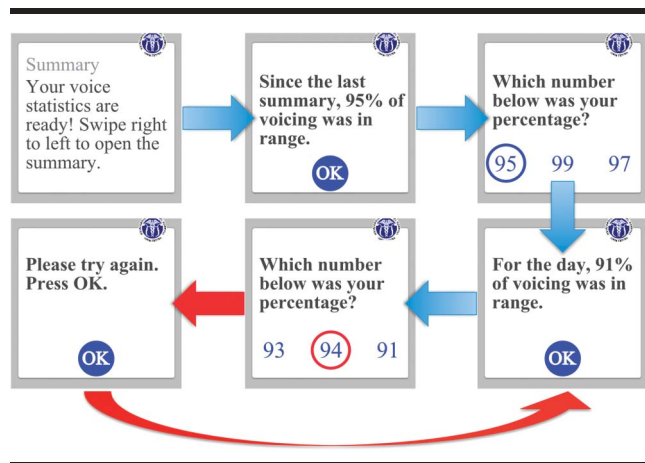 Summary
Your voice
statistics are
ready! Swipe right
to left to open the
summary.
Since the last
summary, 95% of
voicing was in
range.
OK
Which number
below was your
percentage?
95 99 97
For the day, 91%
of voicing was in
range.
OK
Which number
below was your
percentage?
93 94 91
Please try again.
Press OK.
OK